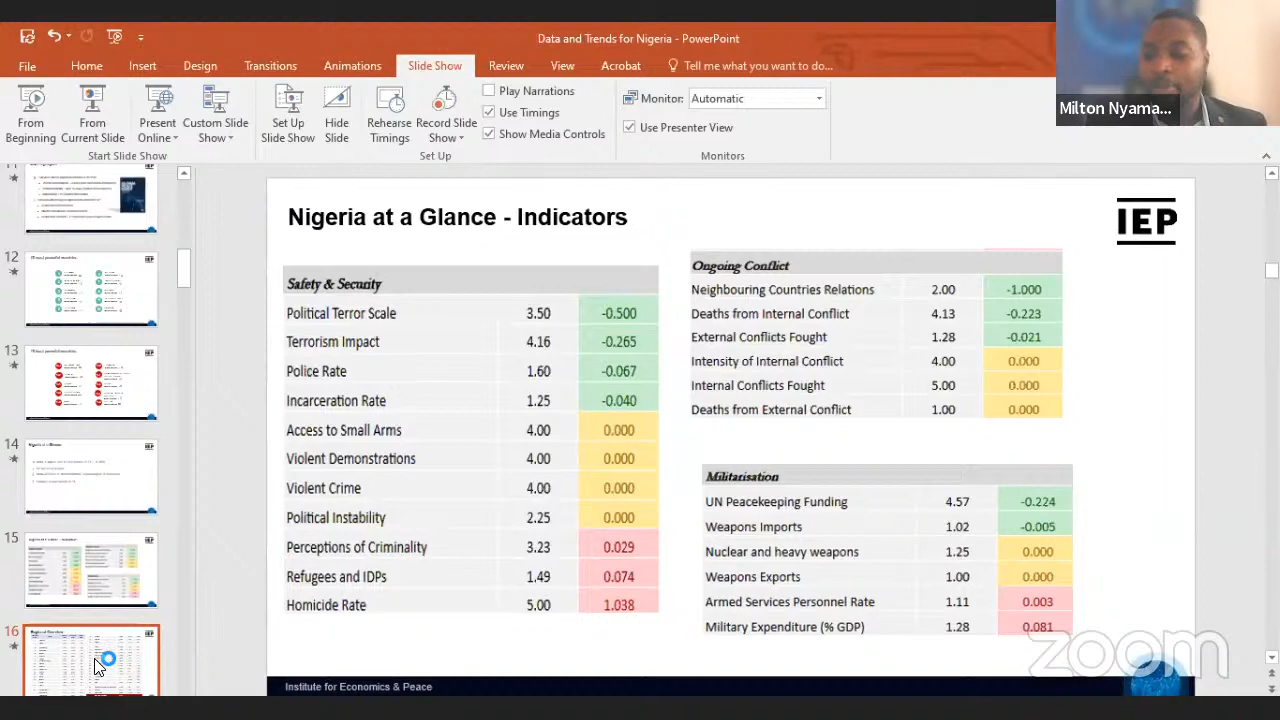 Data and Trends for Nigeria - PowerPoint
Milton Nyama...
File Home Insert Design Transitions Animations Slide Show Review View Acrobat Tell me what you want to do...
From Beginning
From Current Slide
Present Online
Custom Slide Show
Start Slide Show
Set Up Slide Show
Hide Slide
Rehearse Timings
Record Slide Show
Play Narrations
Use Timings
Show Media Controls
Set Up
Monitor: Automatic
Use Presenter View
Monitors
11
12
13
14
15
16
Nigeria at a Glance - Indicators
IEP
Safety & Security
Political Terror Scale 3.50 -0.500
Terrorism Impact 4.16 -0.265
Police Rate 1.60 -0.067
Incarceration Rate 1.25 -0.040
Access to Small Arms 4.00 0.000
Violent Demonstrations 4.00 0.000
Violent Crime 4.00 0.000
Political Instability 2.25 0.000
Perceptions of Criminality 3.23 0.029
Refugees and IDPs 1.49 0.074
Homicide Rate 5.00 1.038
Ongoing Conflict
Neighbouring Countries Relations 2.00 -1.000
Deaths from Internal Conflict 4.13 -0.223
External Conflicts Fought 1.28 -0.021
Intensity of Internal Conflict 4.00 0.000
Internal Conflicts Fought 5.00 0.000
Deaths from External Conflict 1.00 0.000
Militarisation
UN Peacekeeping Funding 4.57 -0.224
Weapons Imports 1.02 -0.005
Nuclear and heavy weapons 1.25 0.000
Weapons Exports 1.00 0.000
Armed Services Personnel Rate 1.11 0.003
Military Expenditure (% GDP) 1.28 0.081
zoom
Institute for Economics & Peace